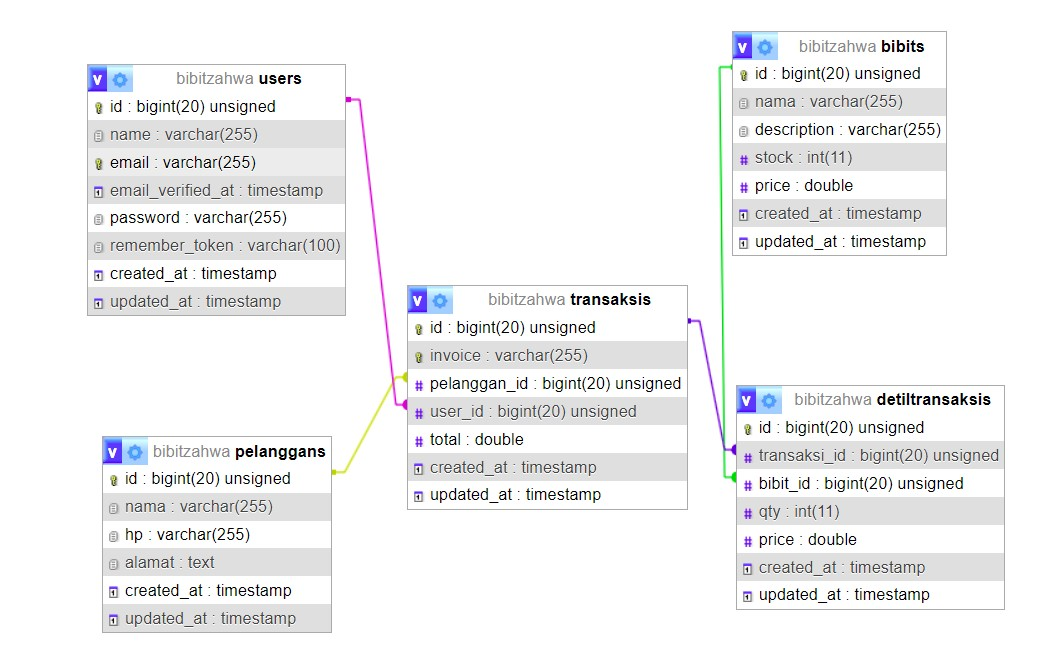 bibitzahwa users
id : bigint(20) unsigned
name : varchar(255)
email : varchar(255)
email_verified_at : timestamp
password : varchar(255)
remember_token : varchar(100)
created_at : timestamp
updated_at : timestamp
bibitzahwa pelanggans
id : bigint(20) unsigned
nama : varchar(255)
hp : varchar(255)
alamat : text
created_at : timestamp
updated_at : timestamp
bibitzahwa transaksis
id : bigint(20) unsigned
invoice : varchar(255)
pelanggan_id : bigint(20) unsigned
user_id : bigint(20) unsigned
total : double
created_at : timestamp
updated_at : timestamp
bibitzahwa bibits
id : bigint(20) unsigned
nama : varchar(255)
description : varchar(255)
stock : int(11)
price : double
created_at : timestamp
updated_at : timestamp
bibitzahwa detiltransaksis
id : bigint(20) unsigned
transaksi_id : bigint(20) unsigned
bibit_id : bigint(20) unsigned
qty : int(11)
price : double
created_at : timestamp
updated_at : timestamp